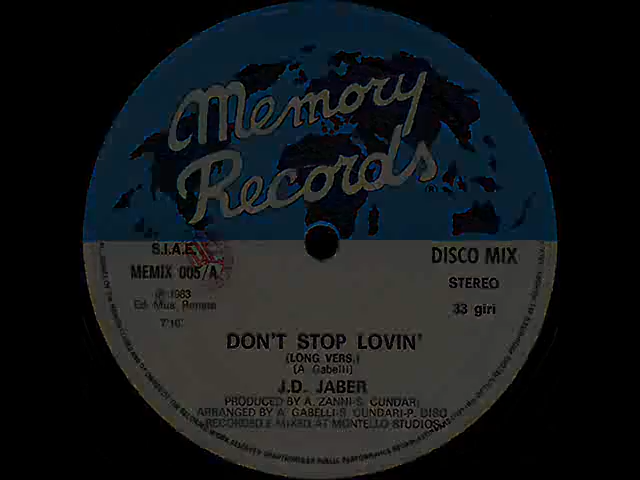 Memory
Records
S.I.A.E.
MEMIX 005/A
DISCO MIX
℗ 1983
STEREO
Ed. Mus. Renata
33 giri
7'16"
DON'T STOP LOVIN'
(LONG VERS.)
(A. Gabelli)
J.D. JABER
PRODUCED BY A. ZANNI-S. CUNDARI
ARRANGED BY A. GABELLI-S. CUNDARI-P. DISO
RECORDED E MIXED AT MONTELLO STUDIOS